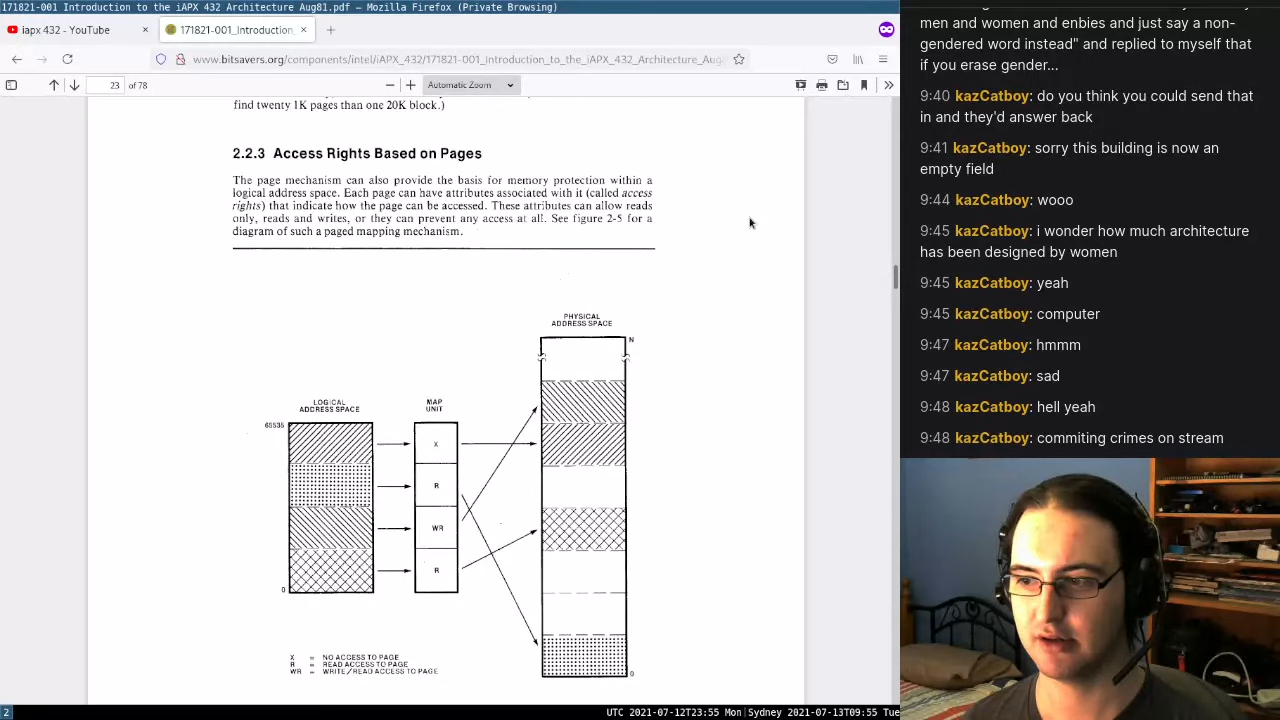 171821-001 Introduction to the iAPX 432 Architecture Aug81.pdf - Mozilla Firefox (Private Browsing)
iapx 432 - YouTube
171821-001_Introduction_
www.bitsavers.org/components/intel/iAPX_432/171821-001_Introduction_to_the_iAPX_432_Architecture_Aug
23 of 78
Automatic Zoom
find twenty 1K pages than one 20K block.)
2.2.3 Access Rights Based on Pages
The page mechanism can also provide the basis for memory protection within a
logical address space. Each page can have attributes associated with it (called access
rights) that indicate how the page can be accessed. These attributes can allow reads
only, reads and writes, or they can prevent any access at all. See figure 2-5 for a
diagram of such a paged mapping mechanism.
PHYSICAL
ADDRESS SPACE
N
LOGICAL
ADDRESS SPACE
MAP
UNIT
65535
X
R
WR
R
0
0
X = NO ACCESS TO PAGE
R = READ ACCESS TO PAGE
WR = WRITE/READ ACCESS TO PAGE
men and women and enbies and just say a non-
gendered word instead" and replied to myself that
if you erase gender...
9:40 kazCatboy: do you think you could send that
in and they'd answer back
9:41 kazCatboy: sorry this building is now an
empty field
9:44 kazCatboy: wooo
9:45 kazCatboy: i wonder how much architecture
has been designed by women
9:45 kazCatboy: yeah
9:45 kazCatboy: computer
9:47 kazCatboy: hmmm
9:47 kazCatboy: sad
9:48 kazCatboy: hell yeah
9:48 kazCatboy: commiting crimes on stream
2
UTC 2021-07-12T23:55 Mon Sydney 2021-07-13T09:55 Tue